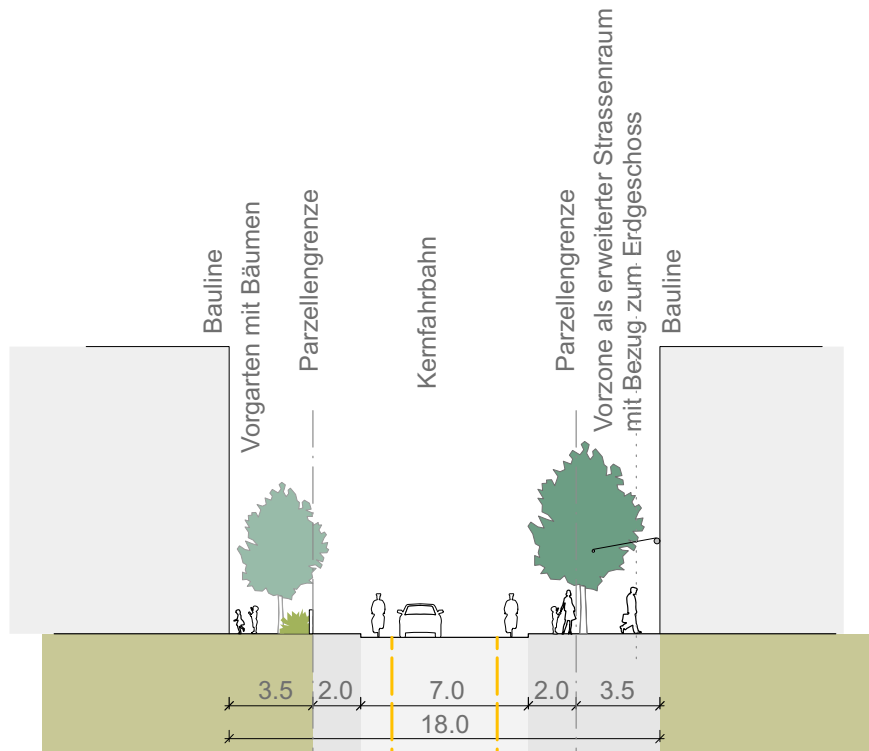 Bauline
Vorgarten mit Bäumen
Parzellengrenze
Kernfahrbahn
Parzellengrenze
Vorzone als erweiterter Strassenraum
mit Bezug zum Erdgeschoss
Bauline
3.5 2.0 7.0 2.0 3.5
18.0